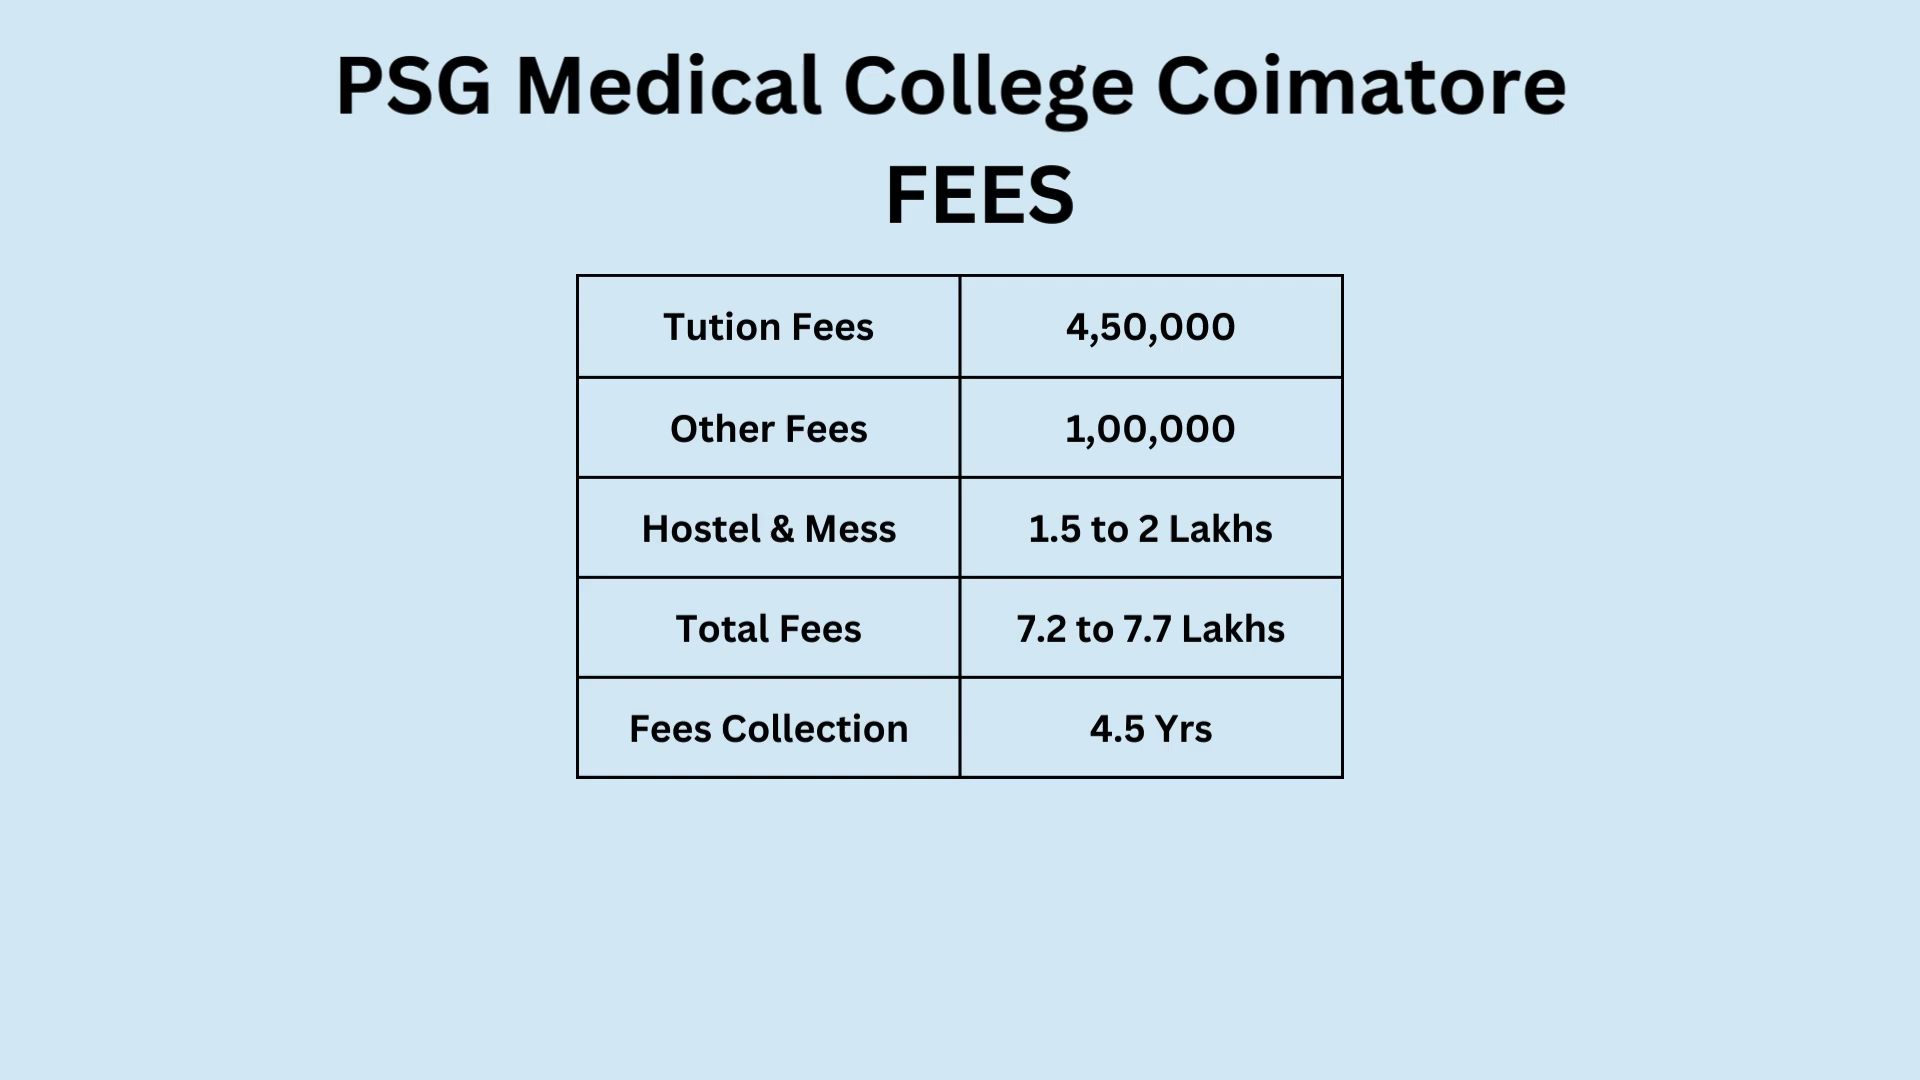 PSG Medical College Coimatore
FEES
Tution Fees 4,50,000
Other Fees 1,00,000
Hostel & Mess 1.5 to 2 Lakhs
Total Fees 7.2 to 7.7 Lakhs
Fees Collection 4.5 Yrs